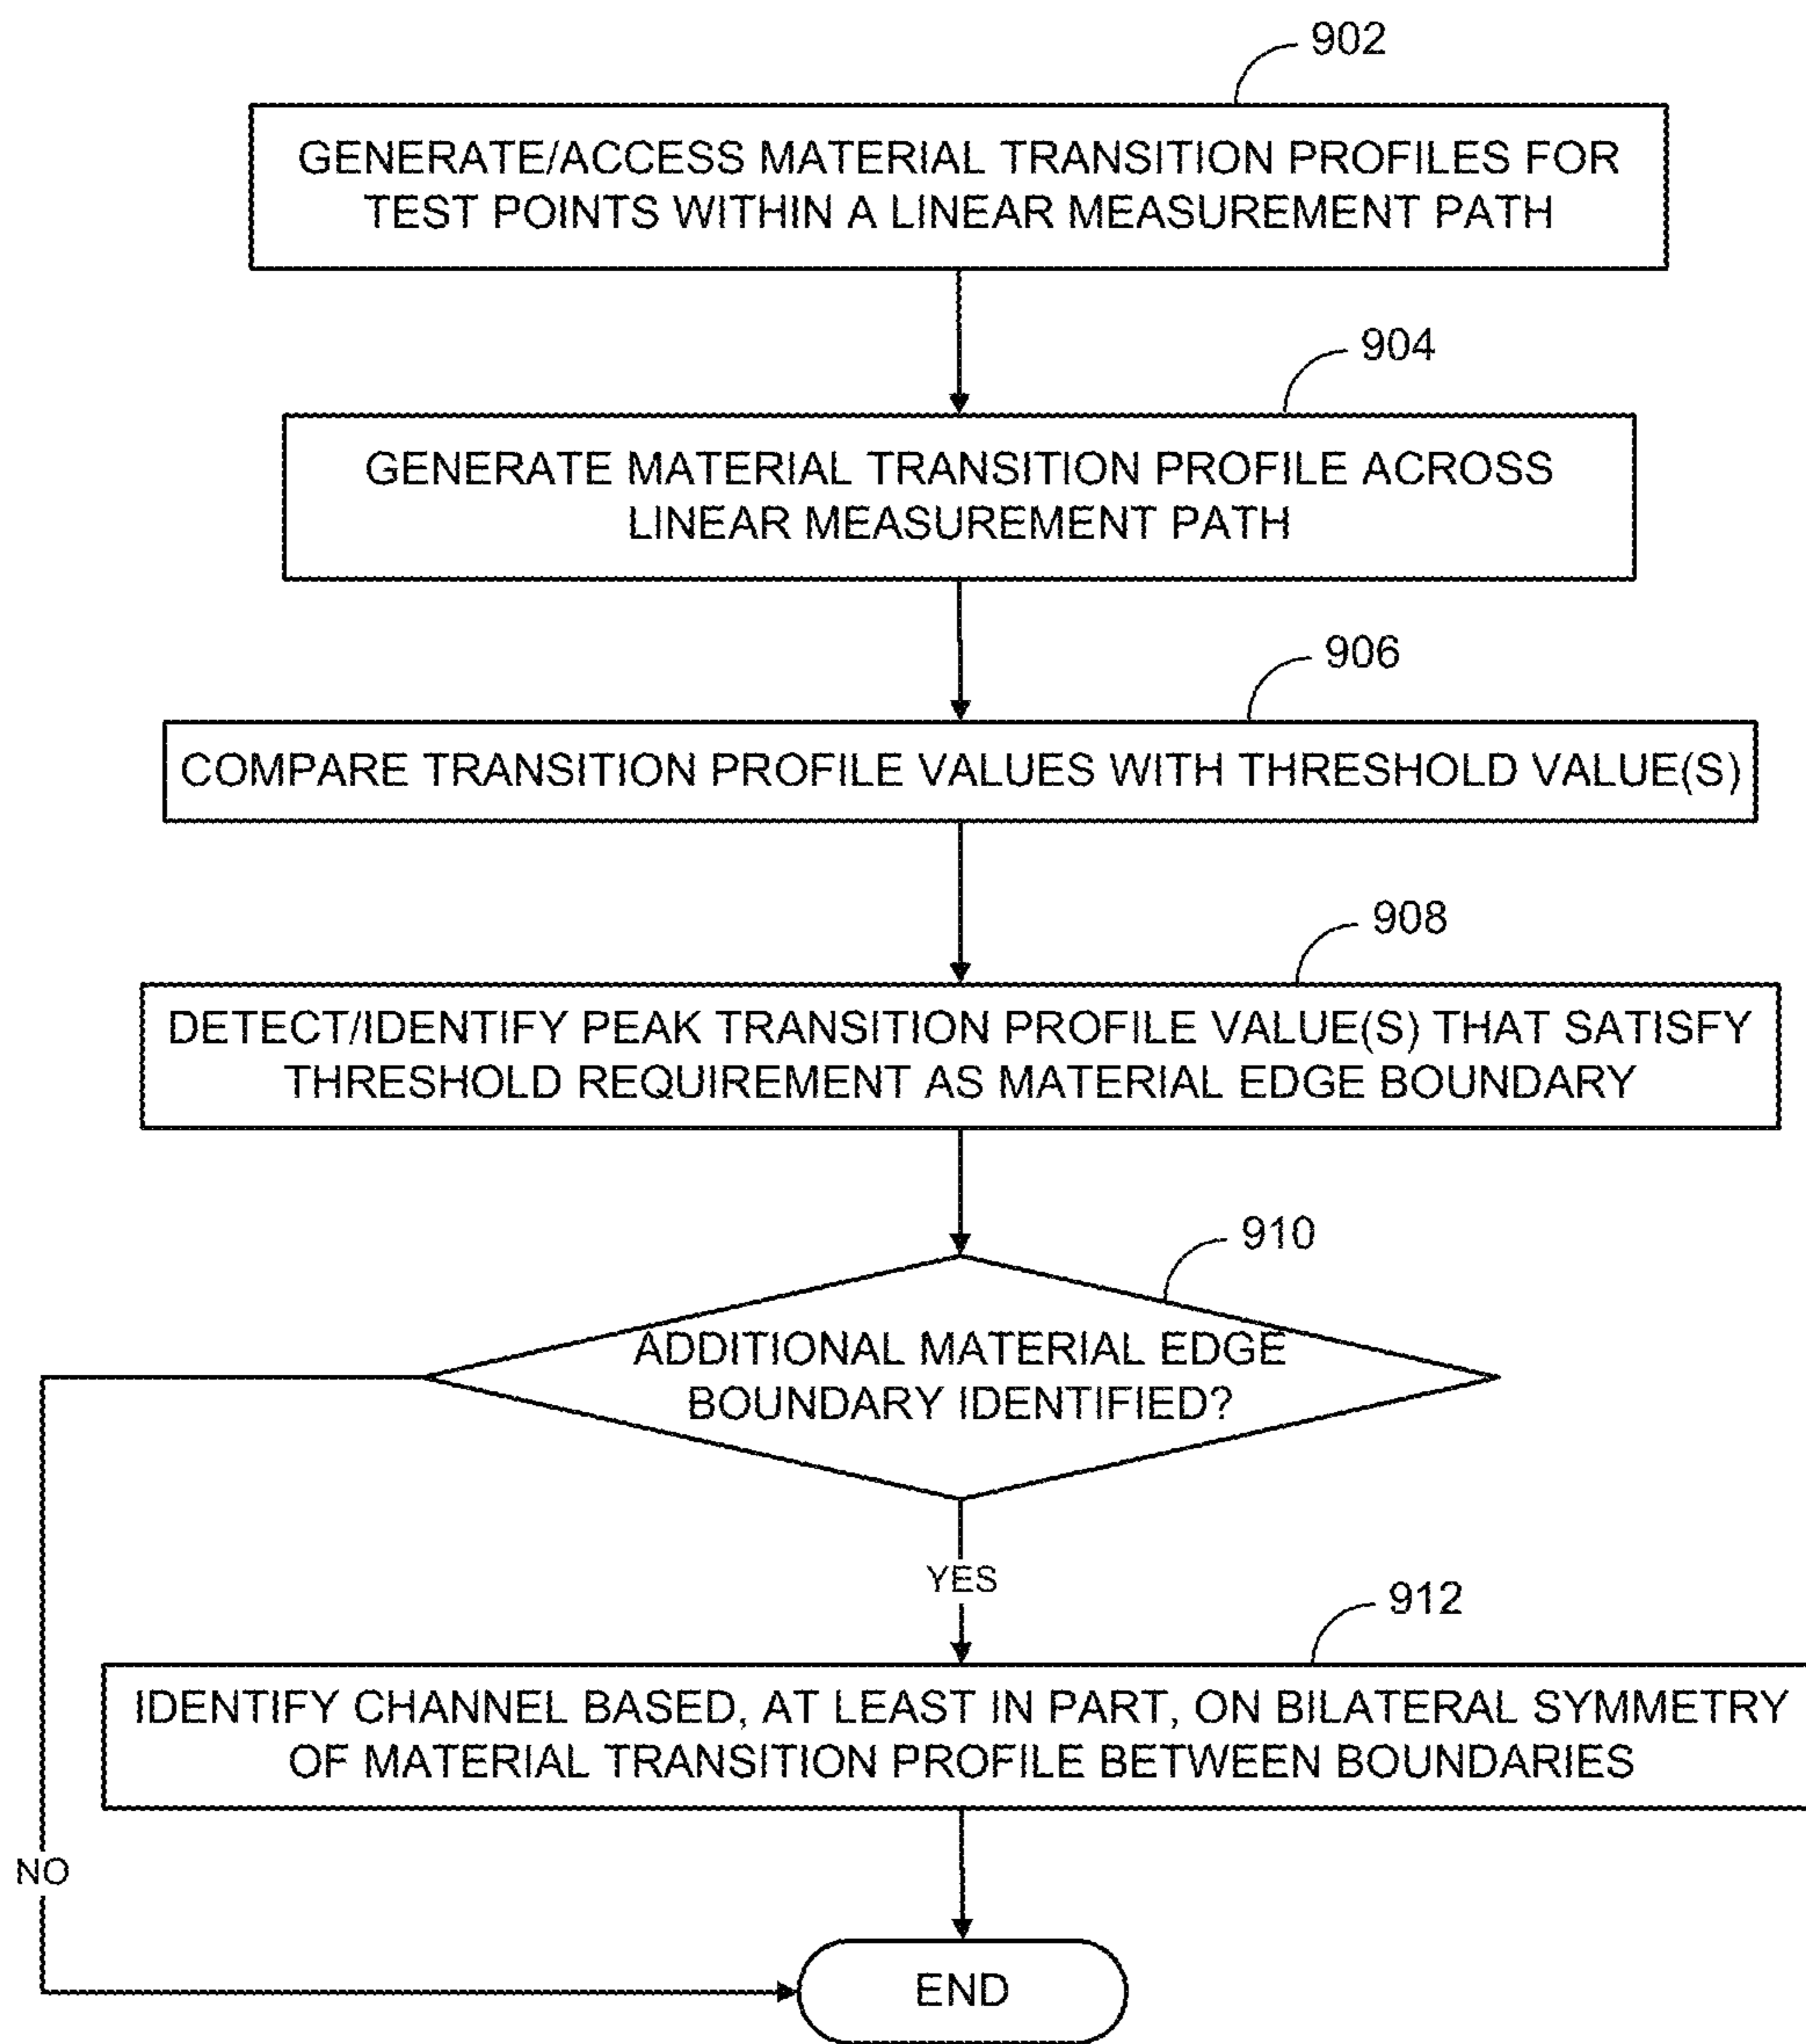 902
GENERATE/ACCESS MATERIAL TRANSITION PROFILES FOR
TEST POINTS WITHIN A LINEAR MEASUREMENT PATH
904
GENERATE MATERIAL TRANSITION PROFILE ACROSS
LINEAR MEASUREMENT PATH
906
COMPARE TRANSITION PROFILE VALUES WITH THRESHOLD VALUE(S)
908
DETECT/IDENTIFY PEAK TRANSITION PROFILE VALUE(S) THAT SATISFY
THRESHOLD REQUIREMENT AS MATERIAL EDGE BOUNDARY
910
ADDITIONAL MATERIAL EDGE
BOUNDARY IDENTIFIED?
YES
912
IDENTIFY CHANNEL BASED, AT LEAST IN PART, ON BILATERAL SYMMETRY
OF MATERIAL TRANSITION PROFILE BETWEEN BOUNDARIES
NO
END